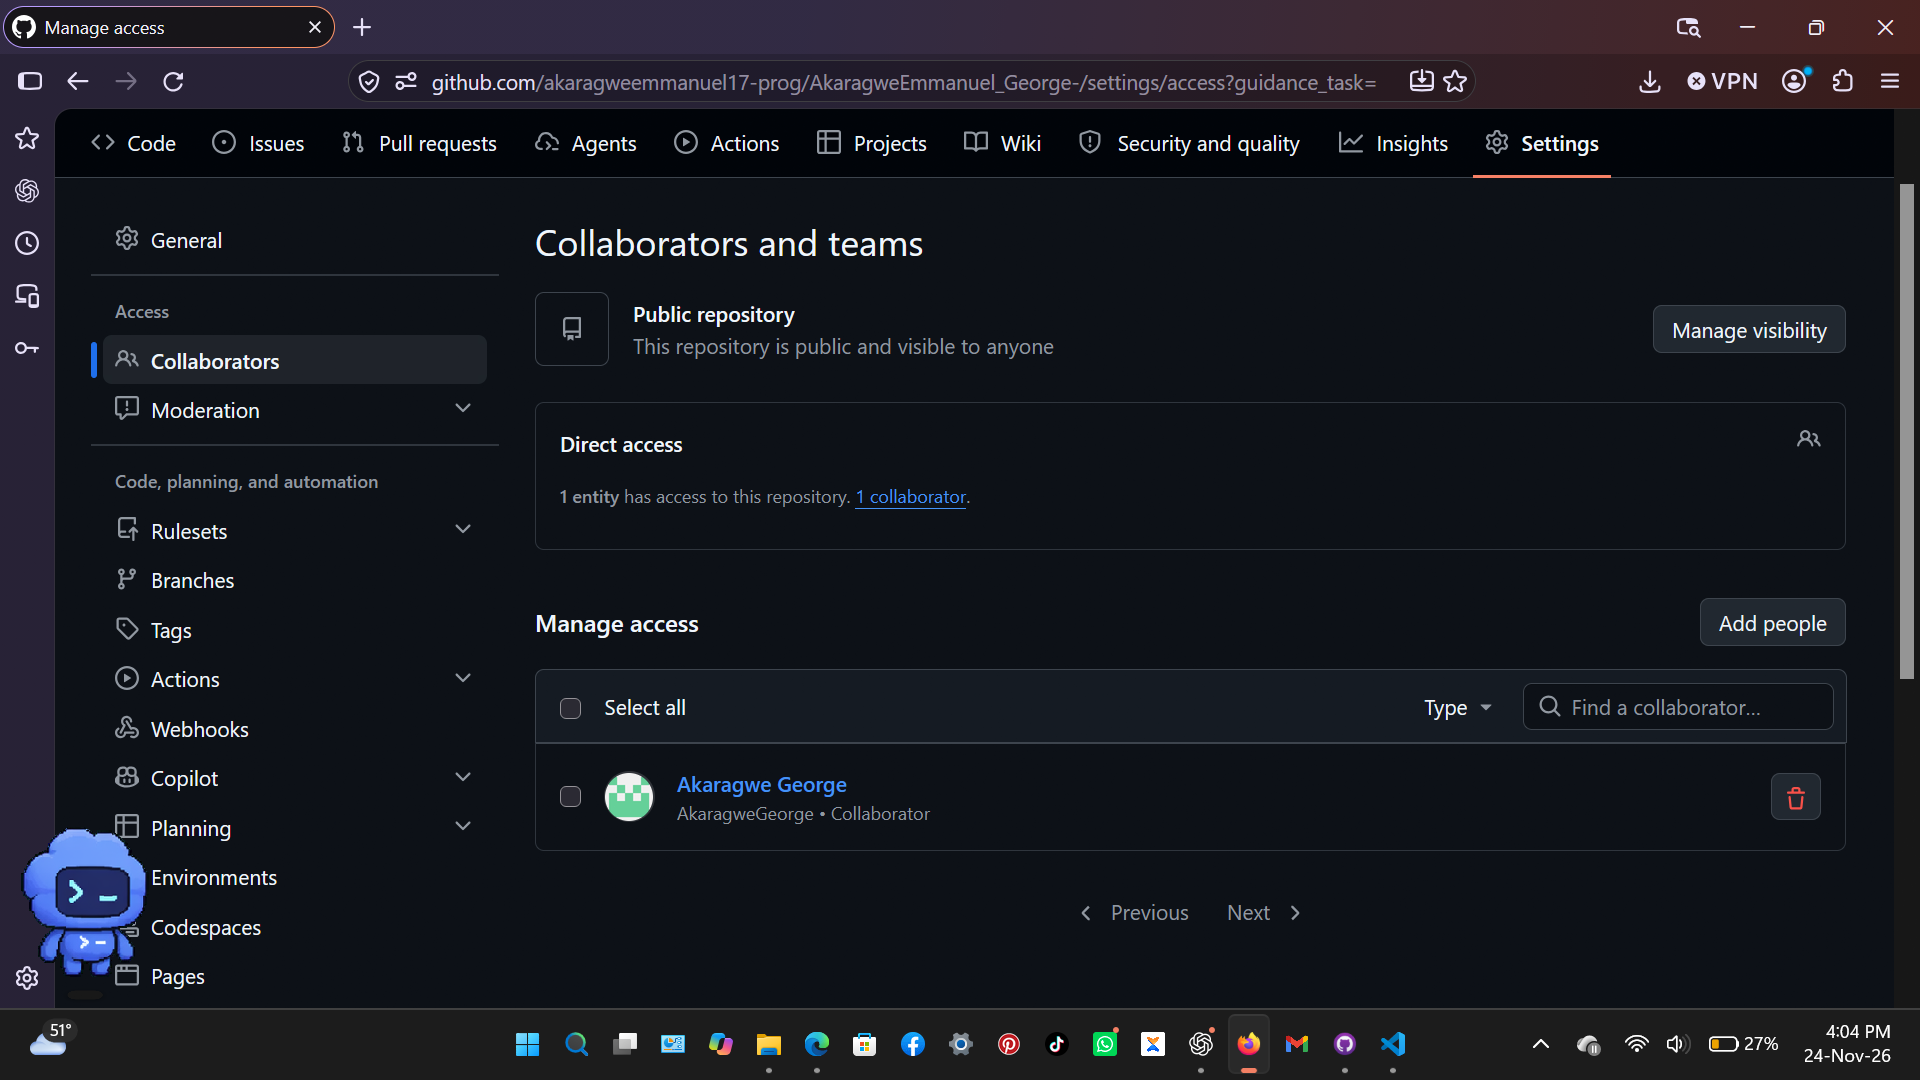 Manage access
github.com/akaragweemmanuel17-prog/AkaragweEmmanuel_George-/settings/access?guidance_task=
VPN
Code
Issues
Pull requests
Agents
Actions
Projects
Wiki
Security and quality
Insights
Settings
General
Access
Collaborators
Moderation
Code, planning, and automation
Rulesets
Branches
Tags
Actions
Webhooks
Copilot
Planning
Environments
Codespaces
Pages
Collaborators and teams
Public repository
This repository is public and visible to anyone
Manage visibility
Direct access
1 entity has access to this repository. 1 collaborator.
Manage access
Add people
Select all
Type
Find a collaborator...
Akaragwe George
AkaragweGeorge • Collaborator
Previous
Next
51°
27%
4:04 PM
24-Nov-26